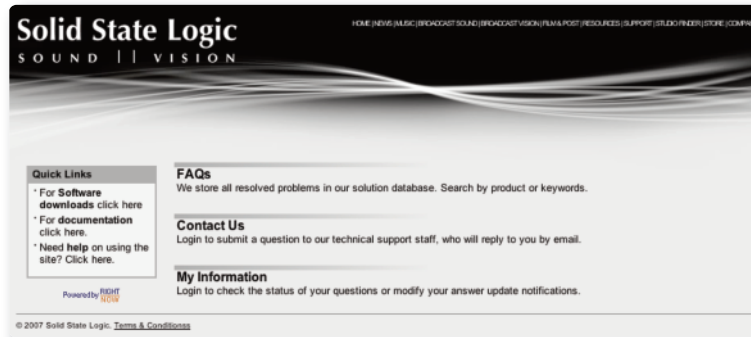 Solid State Logic
SOUND || VISION
HOME | NEWS | MUSIC | BROADCAST SOUND | BROADCAST VISION | FILM & POST | RESOURCES | SUPPORT | STUDIO FINDER | STORE | COMPA
Quick Links
· For Software
downloads click here
· For documentation
click here.
· Need help on using the
site? Click here.
Powered by RIGHT
NOW
FAQs
We store all resolved problems in our solution database. Search by product or keywords.
Contact Us
Login to submit a question to our technical support staff, who will reply to you by email.
My Information
Login to check the status of your questions or modify your answer update notifications.
© 2007 Solid State Logic. Terms & Conditionss